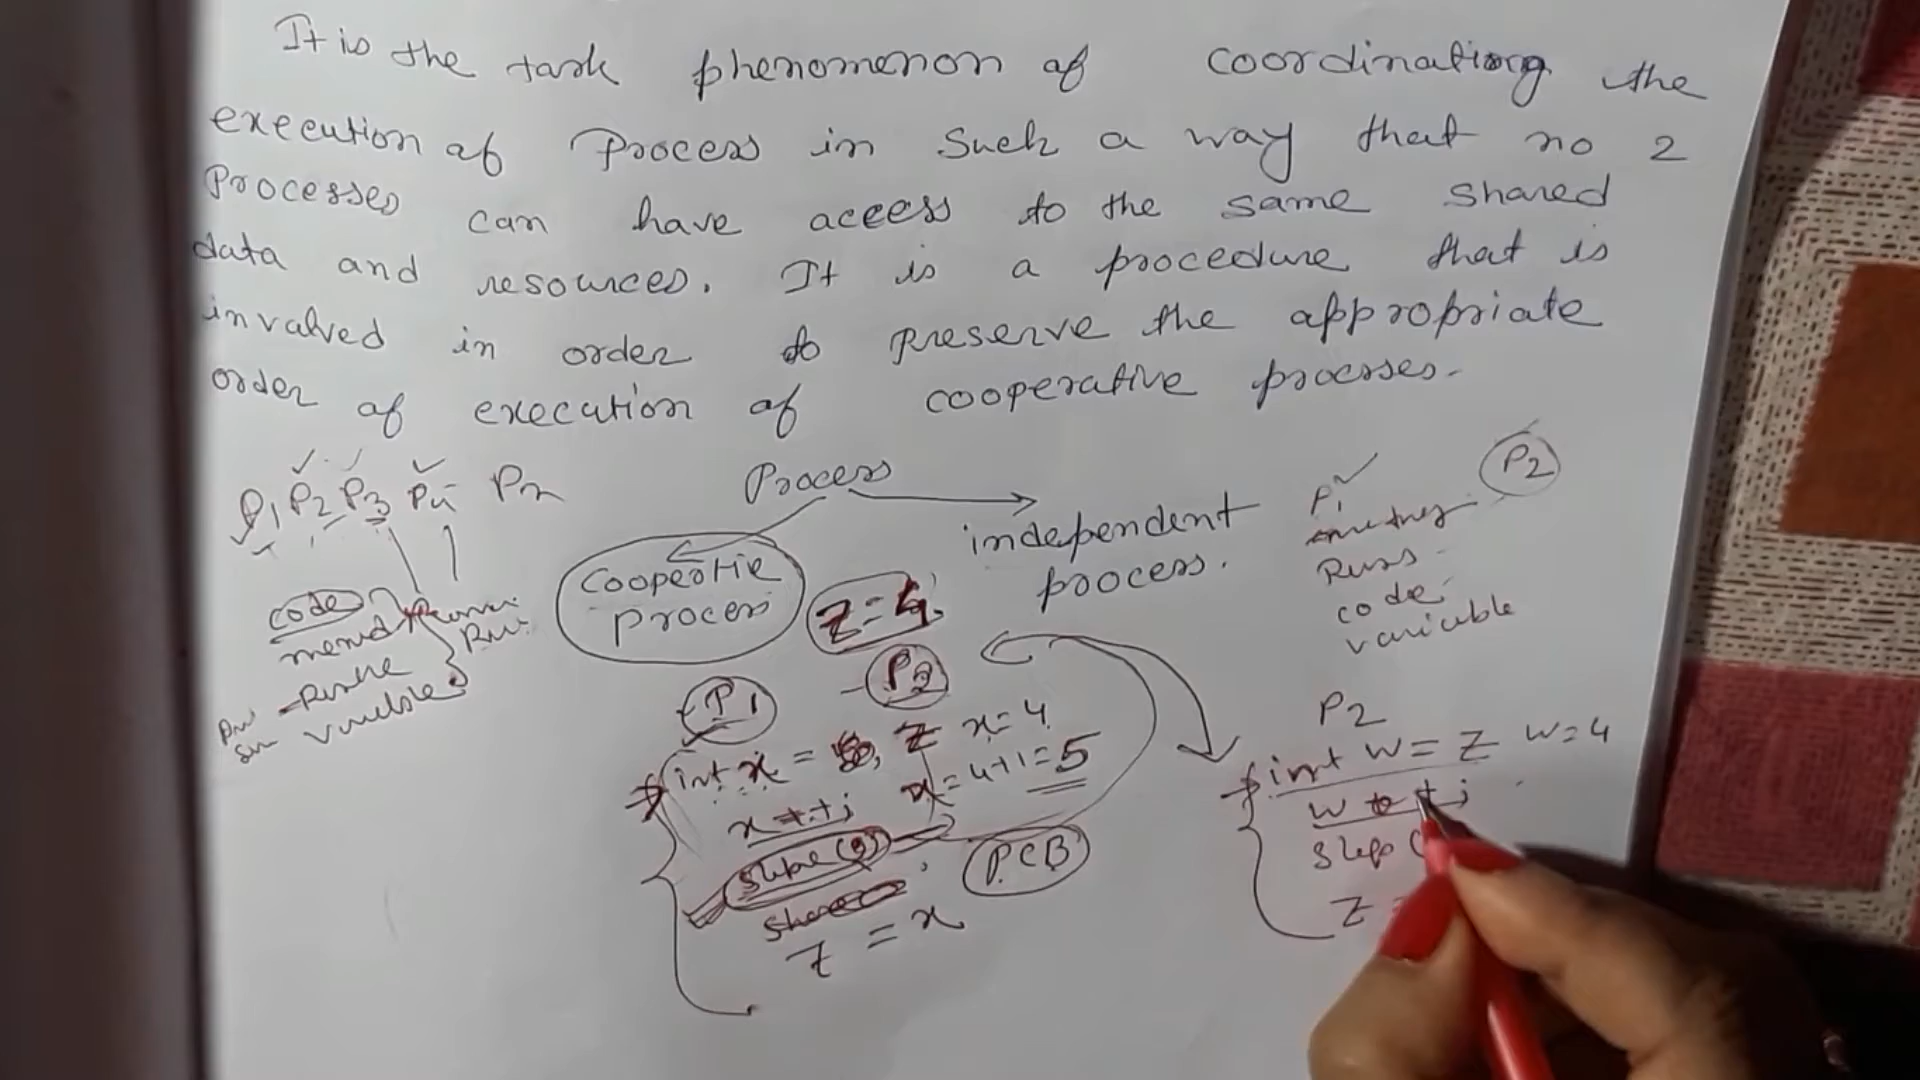 It is the task phenomenon of coordinationg the
execution of Process in such a way that no 2
Processes can have access to the same shared
data and resources. It is a procedure that is
involved in order to preserve the appropriate
order of execution of cooperative processes.
P1 P2 P3 P4 Pn
Process
Cooperative
process
independent
process.
P1
Russ
code
variable
P2
code
Z=4
P1
P2
int x = Z
x++;
Z = x
x=4
x=4+1=5
PCB
P2
int w = Z w=4
Z